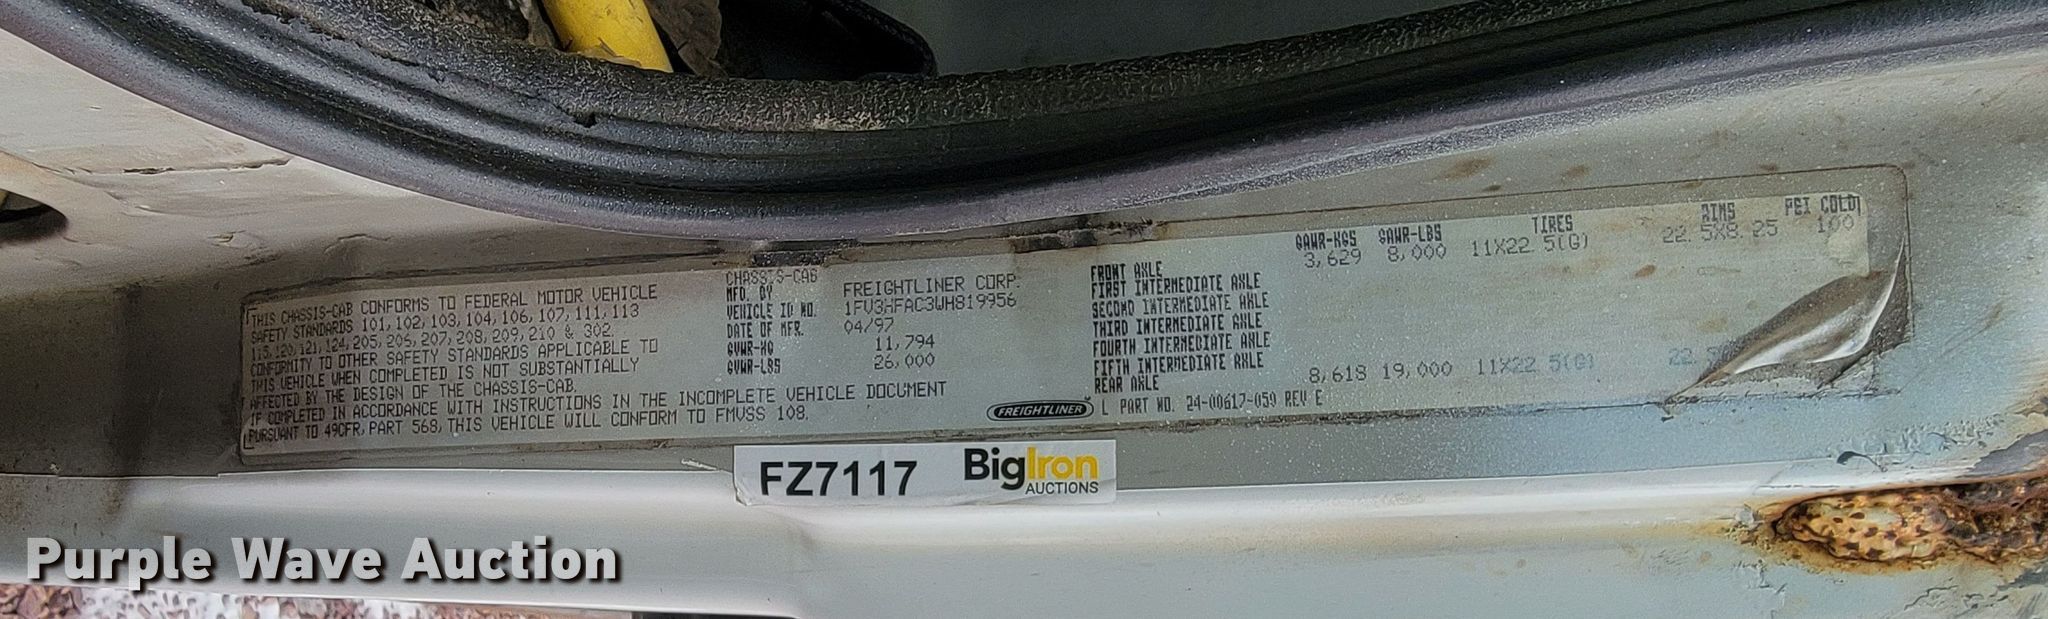 THIS CHASSIS-CAB CONFORMS TO FEDERAL MOTOR VEHICLE
SAFETY STANDARDS 101, 102, 103, 104, 106, 107, 111, 113
115, 120, 121, 124, 205, 206, 207, 208, 209, 210 & 302.
CONFORMITY TO OTHER SAFETY STANDARDS APPLICABLE TO
THIS VEHICLE WHEN COMPLETED IS NOT SUBSTANTIALLY
AFFECTED BY THE DESIGN OF THE CHASSIS-CAB.
IF COMPLETED IN ACCORDANCE WITH INSTRUCTIONS IN THE INCOMPLETE VEHICLE DOCUMENT
PURSUANT TO 49CFR, PART 568, THIS VEHICLE WILL CONFORM TO FMVSS 108.
CHASSIS-CAB
MFD. BY FREIGHTLINER CORP.
VEHICLE ID NO. 1FV3HFAC3WH819956
DATE OF MFR. 04/97
GVWR-KG 11,794
GVWR-LBS 26,000
FREIGHTLINER
GAWR-KGS GAWR-LBS TIRES RIMS PSI COLD
FRONT AXLE 3,629 8,000 11X22.5(G) 22.5X8.25 100
FIRST INTERMEDIATE AXLE
SECOND INTERMEDIATE AXLE
THIRD INTERMEDIATE AXLE
FOURTH INTERMEDIATE AXLE
FIFTH INTERMEDIATE AXLE
REAR AXLE 8,618 19,000 11X22.5(G)
L PART NO. 24-00617-050 REV E
FZ7117 BigIron
AUCTIONS
Purple Wave Auction